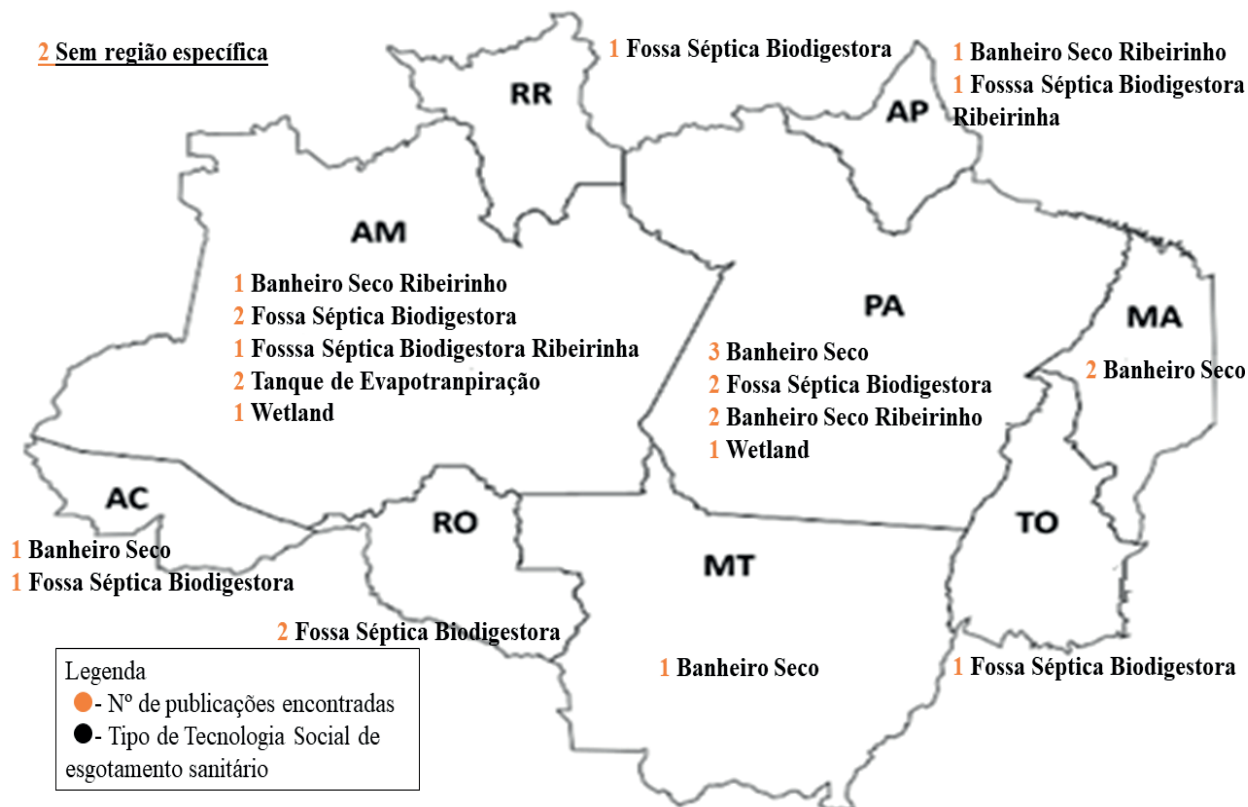 2 Sem região específica
1 Fossa Séptica Biodigestora
1 Banheiro Seco Ribeirinho
1 Fosssa Séptica Biodigestora
Ribeirinha
RR
AP
AM
1 Banheiro Seco Ribeirinho
2 Fossa Séptica Biodigestora
1 Fosssa Séptica Biodigestora Ribeirinha
2 Tanque de Evapotranpiração
1 Wetland
PA
3 Banheiro Seco
2 Fossa Séptica Biodigestora
2 Banheiro Seco Ribeirinho
1 Wetland
MA
2 Banheiro Seco
AC
1 Banheiro Seco
1 Fossa Séptica Biodigestora
RO
2 Fossa Séptica Biodigestora
MT
1 Banheiro Seco
TO
1 Fossa Séptica Biodigestora
Legenda
- Nº de publicações encontradas
- Tipo de Tecnologia Social de
esgotamento sanitário